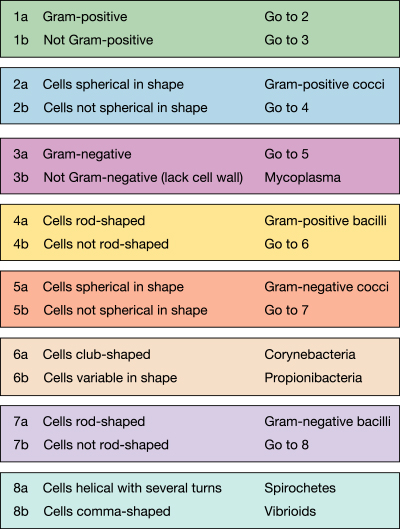 1a Gram-positive Go to 2
1b Not Gram-positive Go to 3
2a Cells spherical in shape Gram-positive cocci
2b Cells not spherical in shape Go to 4
3a Gram-negative Go to 5
3b Not Gram-negative (lack cell wall) Mycoplasma
4a Cells rod-shaped Gram-positive bacilli
4b Cells not rod-shaped Go to 6
5a Cells spherical in shape Gram-negative cocci
5b Cells not spherical in shape Go to 7
6a Cells club-shaped Corynebacteria
6b Cells variable in shape Propionibacteria
7a Cells rod-shaped Gram-negative bacilli
7b Cells not rod-shaped Go to 8
8a Cells helical with several turns Spirochetes
8b Cells comma-shaped Vibrioids